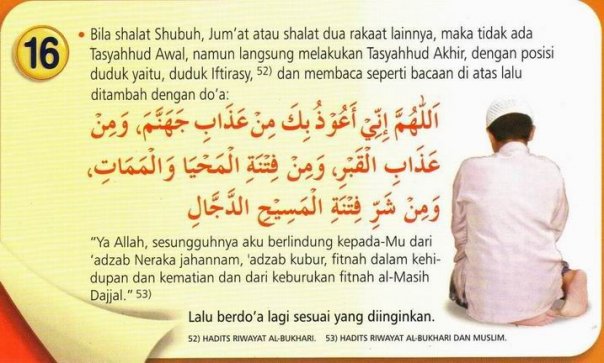 16
• Bila shalat Shubuh, Jum'at atau shalat dua rakaat lainnya, maka tidak ada
Tasyahhud Awal, namun langsung melakukan Tasyahhud Akhir, dengan posisi
duduk yaitu, duduk Iftirasy, 52) dan membaca seperti bacaan di atas lalu
ditambah dengan do'a:
اَللّٰهُمَّ إِنِّيْ أَعُوْذُ بِكَ مِنْ عَذَابِ جَهَنَّمَ، وَمِنْ
عَذَابِ الْقَبْرِ، وَمِنْ فِتْنَةِ الْمَحْيَا وَالْمَمَاتِ،
وَمِنْ شَرِّ فِتْنَةِ الْمَسِيْحِ الدَّجَّالِ
"Ya Allah, sesungguhnya aku berlindung kepada-Mu dari
'adzab Neraka jahannam, 'adzab kubur, fitnah dalam kehi-
dupan dan kematian dan dari keburukan fitnah al-Masih
Dajjal." 53)
Lalu berdo'a lagi sesuai yang diinginkan.
52) HADITS RIWAYAT AL-BUKHARI. 53) HADITS RIWAYAT AL-BUKHARI DAN MUSLIM.